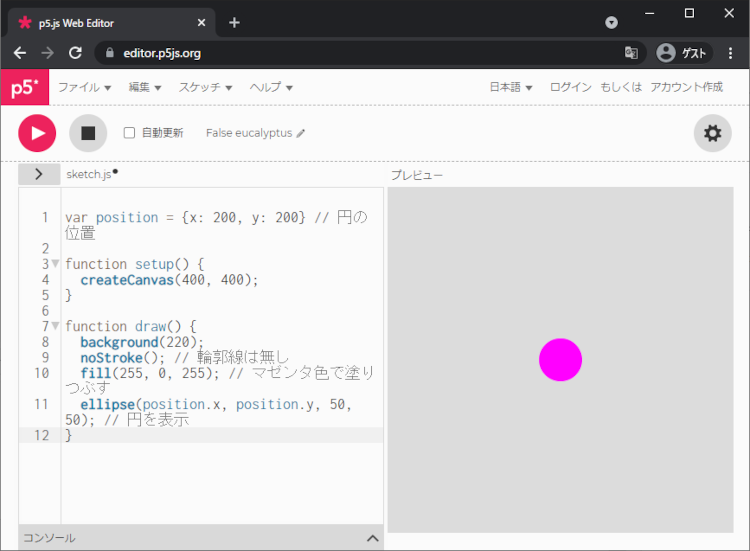 p5.js Web Editor
editor.p5js.org
ゲスト
p5* ファイル 編集 スケッチ ヘルプ 日本語 ログイン もしくは アカウント作成
自動更新 False eucalyptus
sketch.js
プレビュー
1 var position = {x: 200, y: 200} // 円の
位置
2
3 function setup() {
4 createCanvas(400, 400);
5 }
6
7 function draw() {
8 background(220);
9 noStroke(); // 輪郭線は無し
10 fill(255, 0, 255); // マゼンタ色で塗り
つぶす
11 ellipse(position.x, position.y, 50,
50); // 円を表示
12 }
コンソール